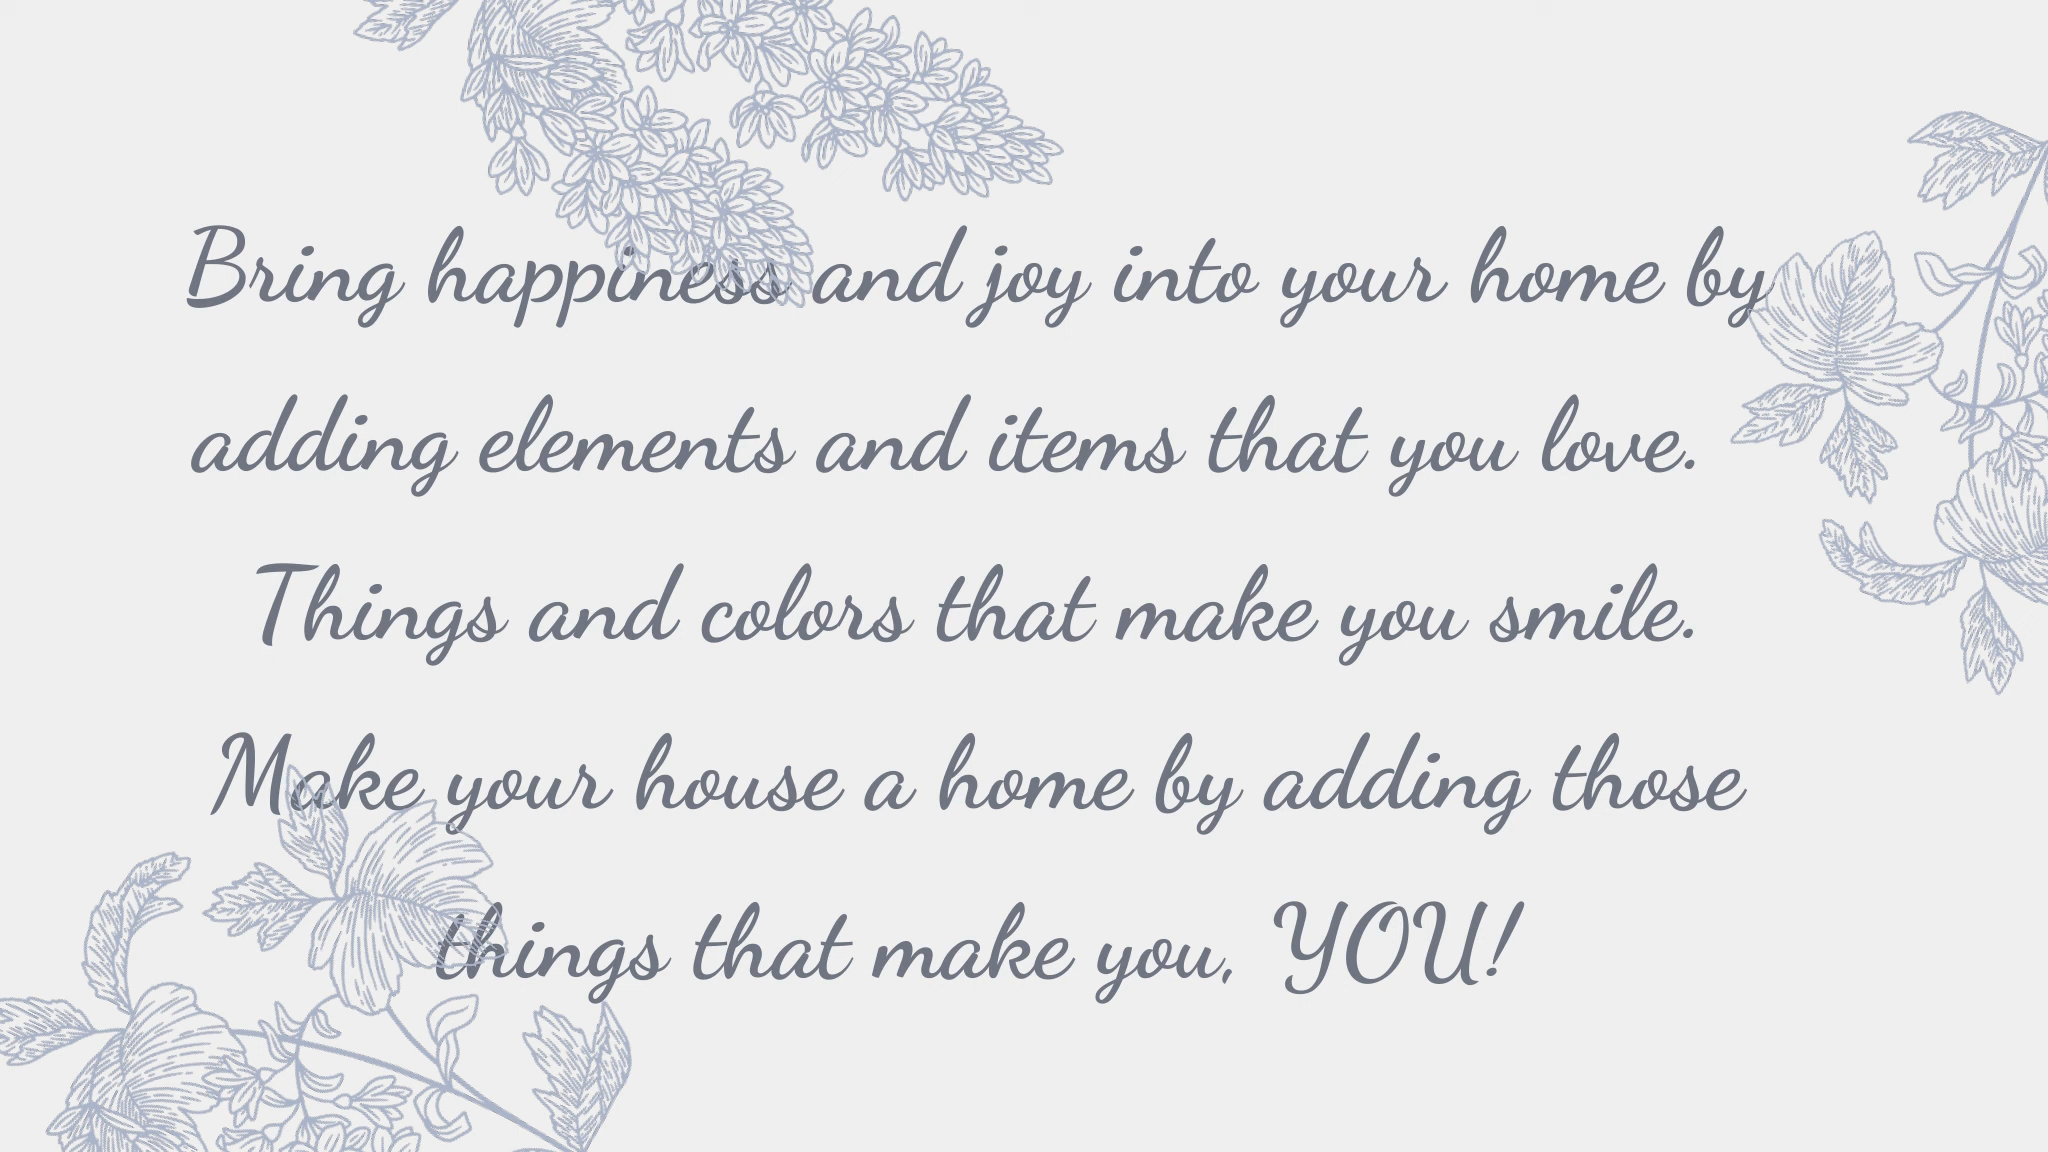 Bring happiness and joy into your home by
adding elements and items that you love.
Things and colors that make you smile.
Make your house a home by adding those
things that make you, YOU!